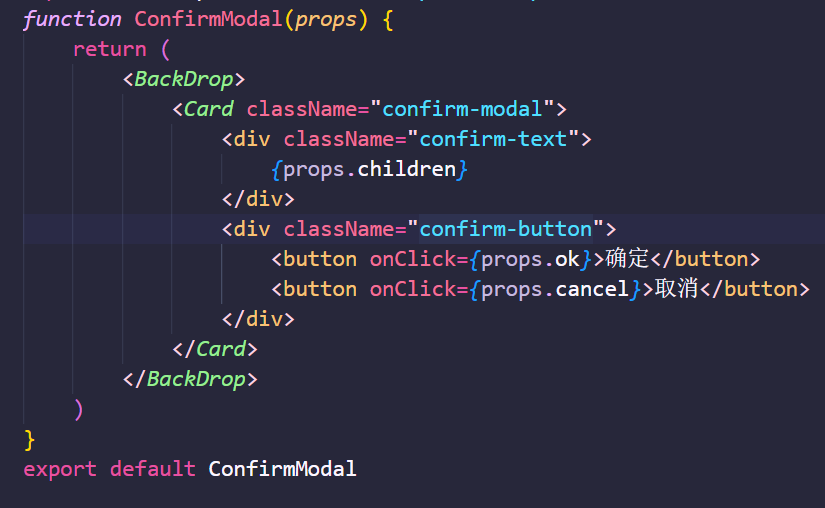 function ConfirmModal(props) {
    return (
        <BackDrop>
            <Card className="confirm-modal">
                <div className="confirm-text">
                    {props.children}
                </div>
                <div className="confirm-button">
                    <button onClick={props.ok}>确定</button>
                    <button onClick={props.cancel}>取消</button>
                </div>
            </Card>
        </BackDrop>
    )
}
export default ConfirmModal